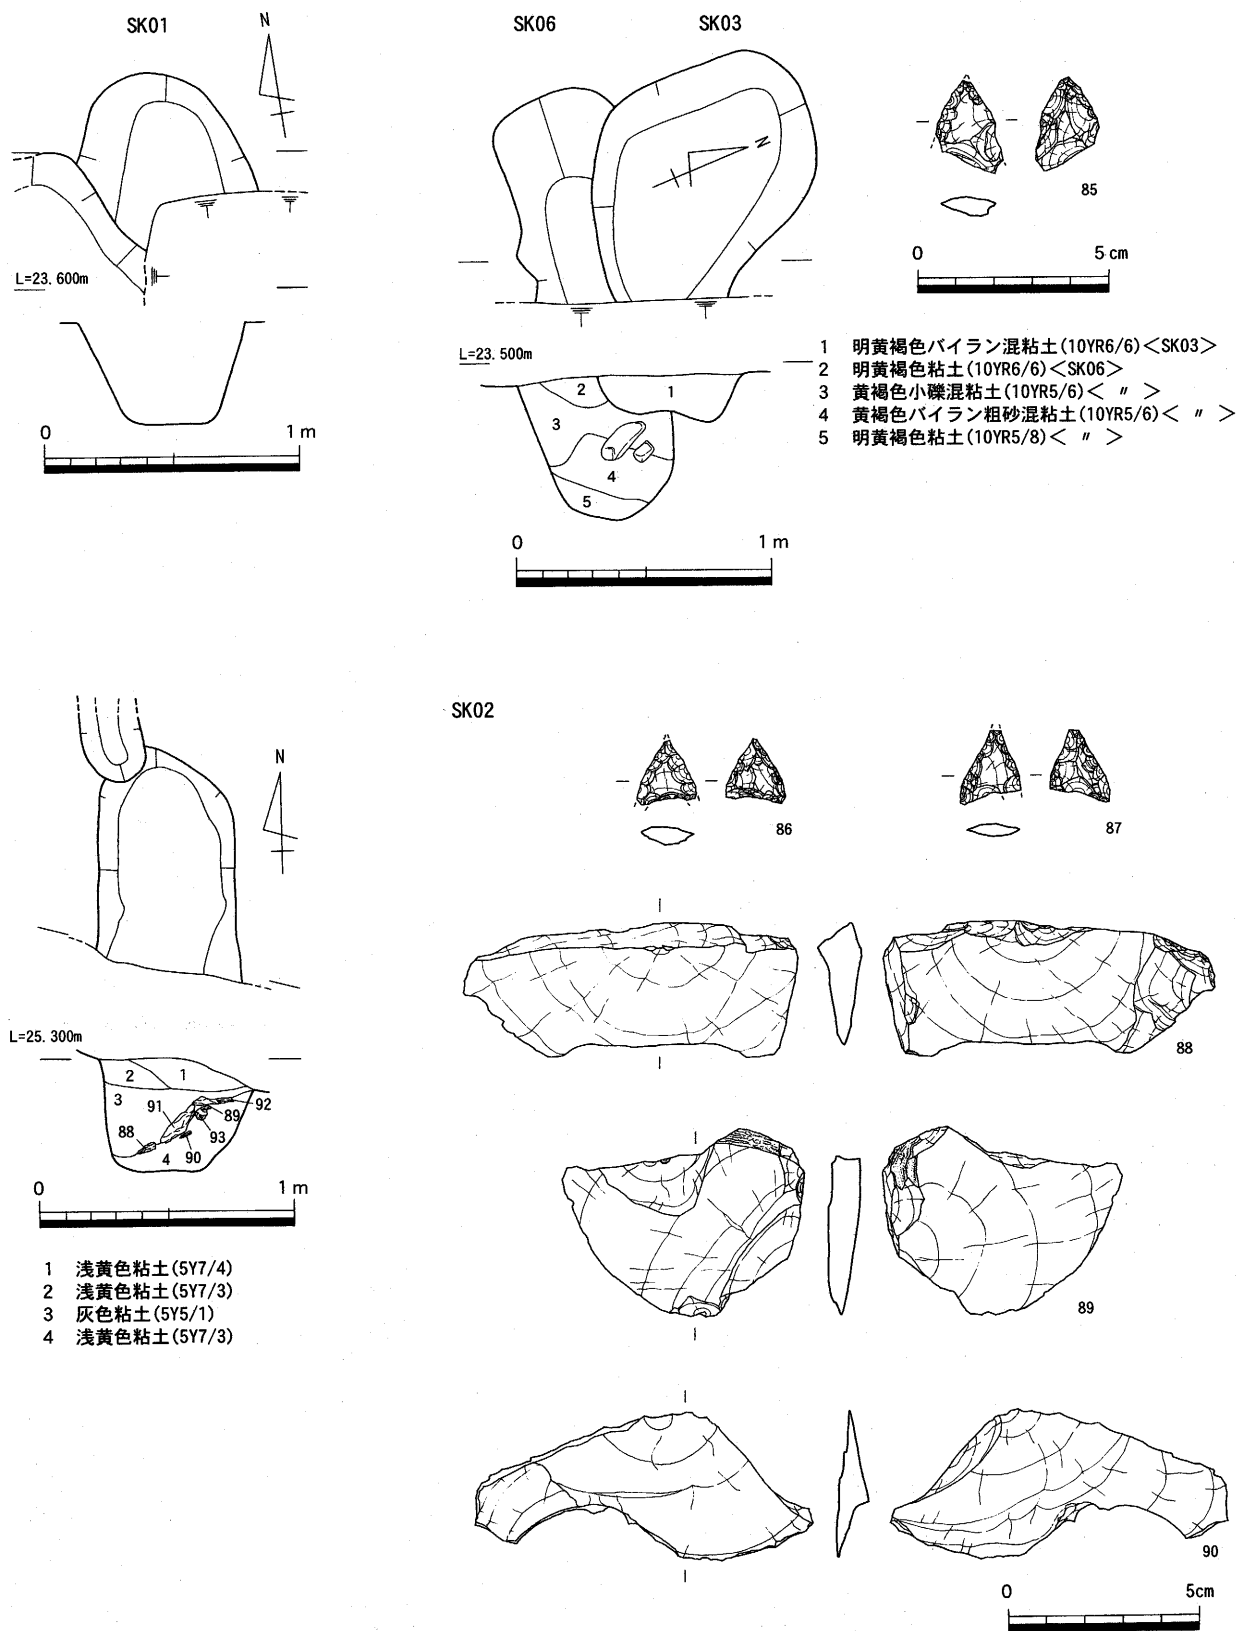 SK01
N
L=23.600m
0 1m
SK06
SK03
N
L=23.500m
2
1
3
4
5
0 1m
85
0 5cm
1 明黄褐色バイラン混粘土(10YR6/6)<SK03>
2 明黄褐色粘土(10YR6/6)<SK06>
3 黄褐色小礫混粘土(10YR5/6)< 〃 >
4 黄褐色バイラン粗砂混粘土(10YR5/6)< 〃 >
5 明黄褐色粘土(10YR5/8)< 〃 >
SK02
N
L=25.300m
2
1
3
91
92
89
88
93
4
90
0 1m
1 浅黄色粘土(5Y7/4)
2 浅黄色粘土(5Y7/3)
3 灰色粘土(5Y5/1)
4 浅黄色粘土(5Y7/3)
86
87
88
89
90
0 5cm